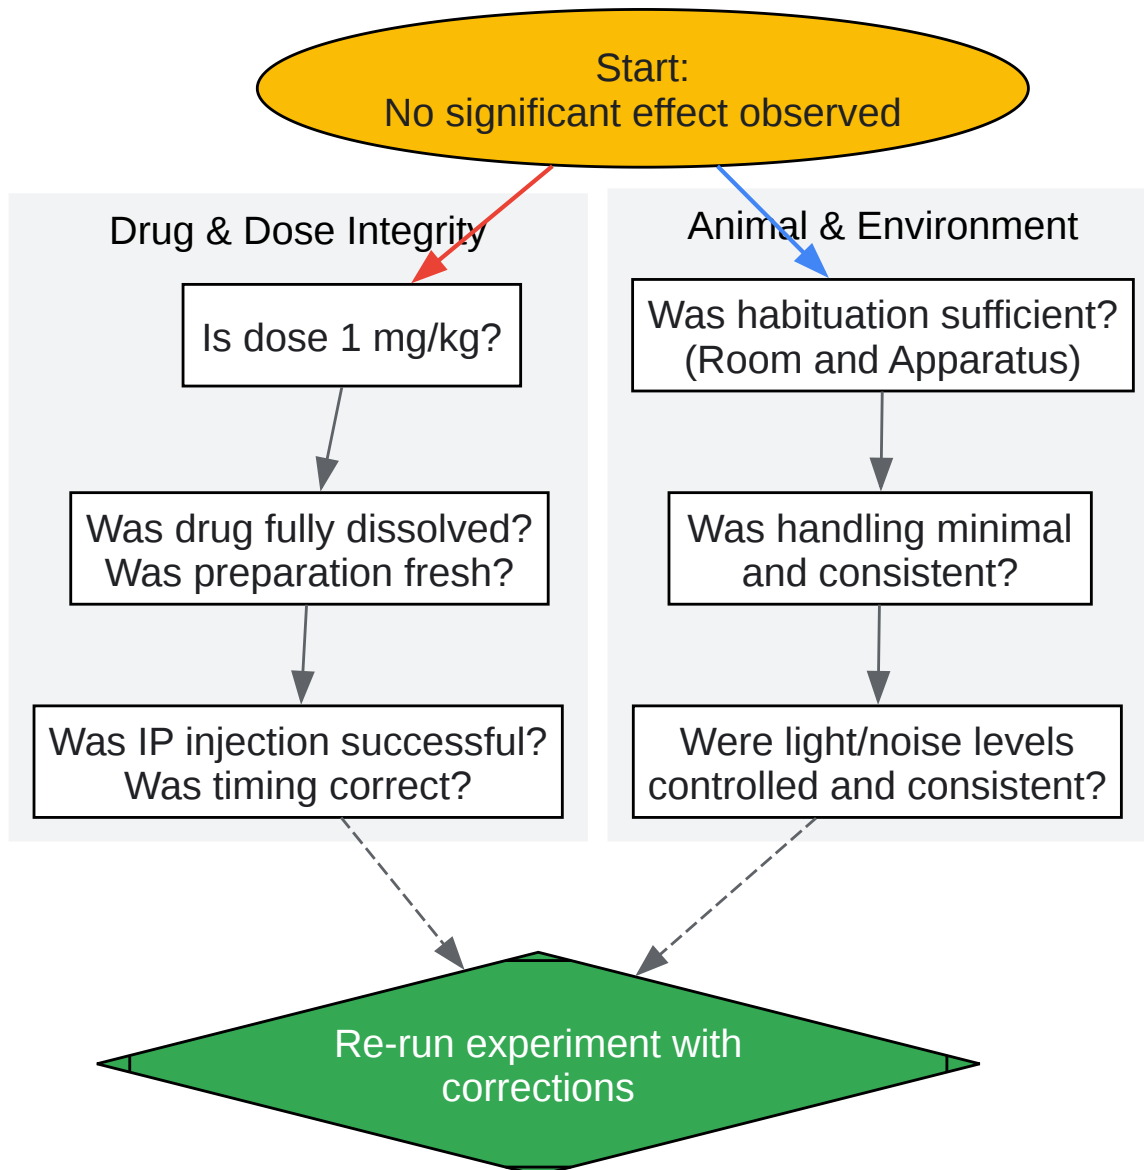 Start:
No significant effect observed
Drug & Dose Integrity
Is dose 1 mg/kg?
Was drug fully dissolved?
Was preparation fresh?
Was IP injection successful?
Was timing correct?
Animal & Environment
Was habituation sufficient?
(Room and Apparatus)
Was handling minimal
and consistent?
Were light/noise levels
controlled and consistent?
Re-run experiment with
corrections